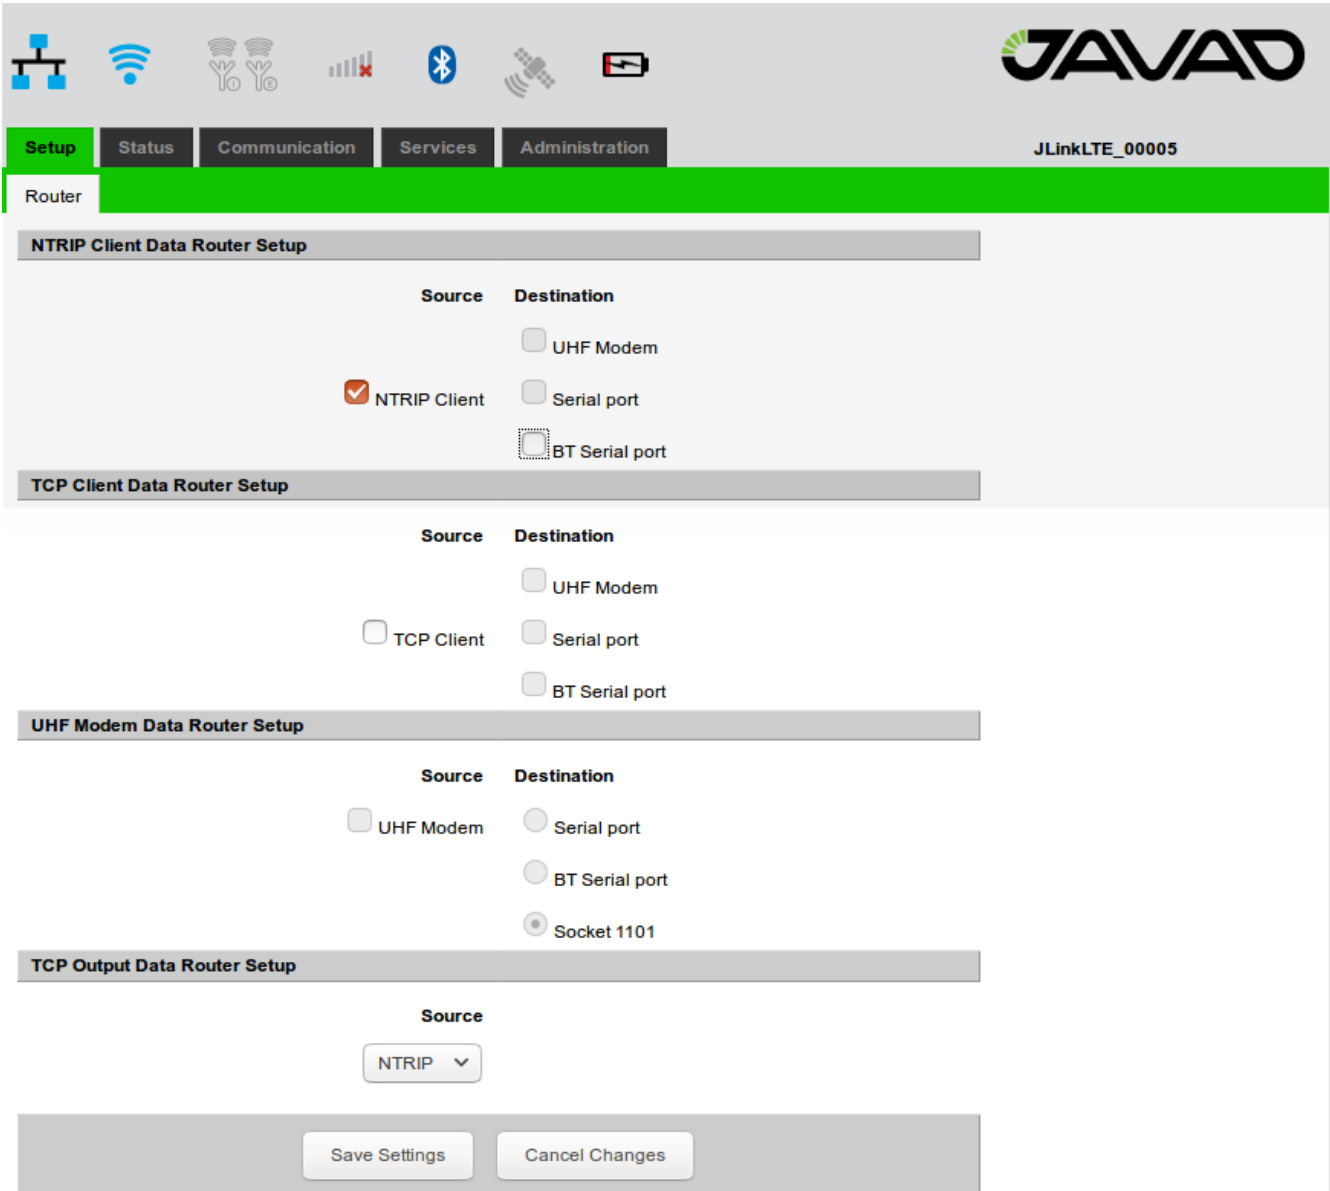 JAVAD
Setup Status Communication Services Administration JLinkLTE_00005
Router
NTRIP Client Data Router Setup
Source Destination
UHF Modem
NTRIP Client Serial port
BT Serial port
TCP Client Data Router Setup
Source Destination
UHF Modem
TCP Client Serial port
BT Serial port
UHF Modem Data Router Setup
Source Destination
UHF Modem Serial port
BT Serial port
Socket 1101
TCP Output Data Router Setup
Source
NTRIP
Save Settings Cancel Changes